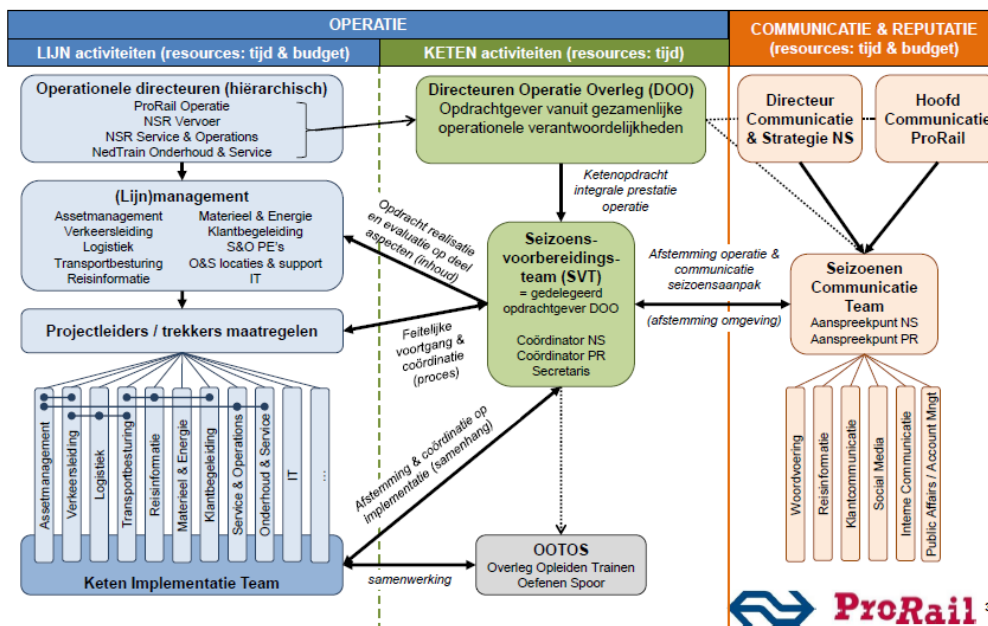 OPERATIE
COMMUNICATIE & REPUTATIE
(resources: tijd & budget)
LIJN activiteiten (resources: tijd & budget)
KETEN activiteiten (resources: tijd)
Operationele directeuren (hiërarchisch)
ProRail Operatie
NSR Vervoer
NSR Service & Operations
NedTrain Onderhoud & Service
Directeuren Operatie Overleg (DOO)
Opdrachtgever vanuit gezamenlijke
operationele verantwoordelijkheden
Directeur
Communicatie
& Strategie NS
Hoofd
Communicatie
ProRail
Ketenopdracht
integrale prestatie
operatie
(Lijn)management
Assetmanagement
Verkeersleiding
Logistiek
Transportbesturing
Reisinformatie
Materieel & Energie
Klantbegeleiding
S&O PE's
O&S locaties & support
IT
Opdracht realisatie
en evaluatie op deel
aspecten (inhoud)
Seizoens-
voorbereidings-
team (SVT)
= gedelegeerd
opdrachtgever DOO
Coördinator NS
Coördinator PR
Secretaris
Afstemming operatie &
communicatie
seizoensaanpak
(afstemming omgeving)
Seizoenen
Communicatie
Team
Aanspreekpunt NS
Aanspreekpunt PR
Projectleiders / trekkers maatregelen
Feitelijke
voortgang &
coördinatie
(proces)
Assetmanagement
Verkeersleiding
Logistiek
Transportbesturing
Reisinformatie
Materieel & Energie
Klantbegeleiding
Service & Operations
Onderhoud & Service
IT
...
Afstemming & coördinatie op
implementatie (samenhang)
Woordvoering
Reisinformatie
Klantcommunicatie
Social Media
Interne Communicatie
Public Affairs / Account Mngt
Keten Implementatie Team
samenwerking
OOTOS
Overleg Opleiden Trainen
Oefenen Spoor
ProRail
3